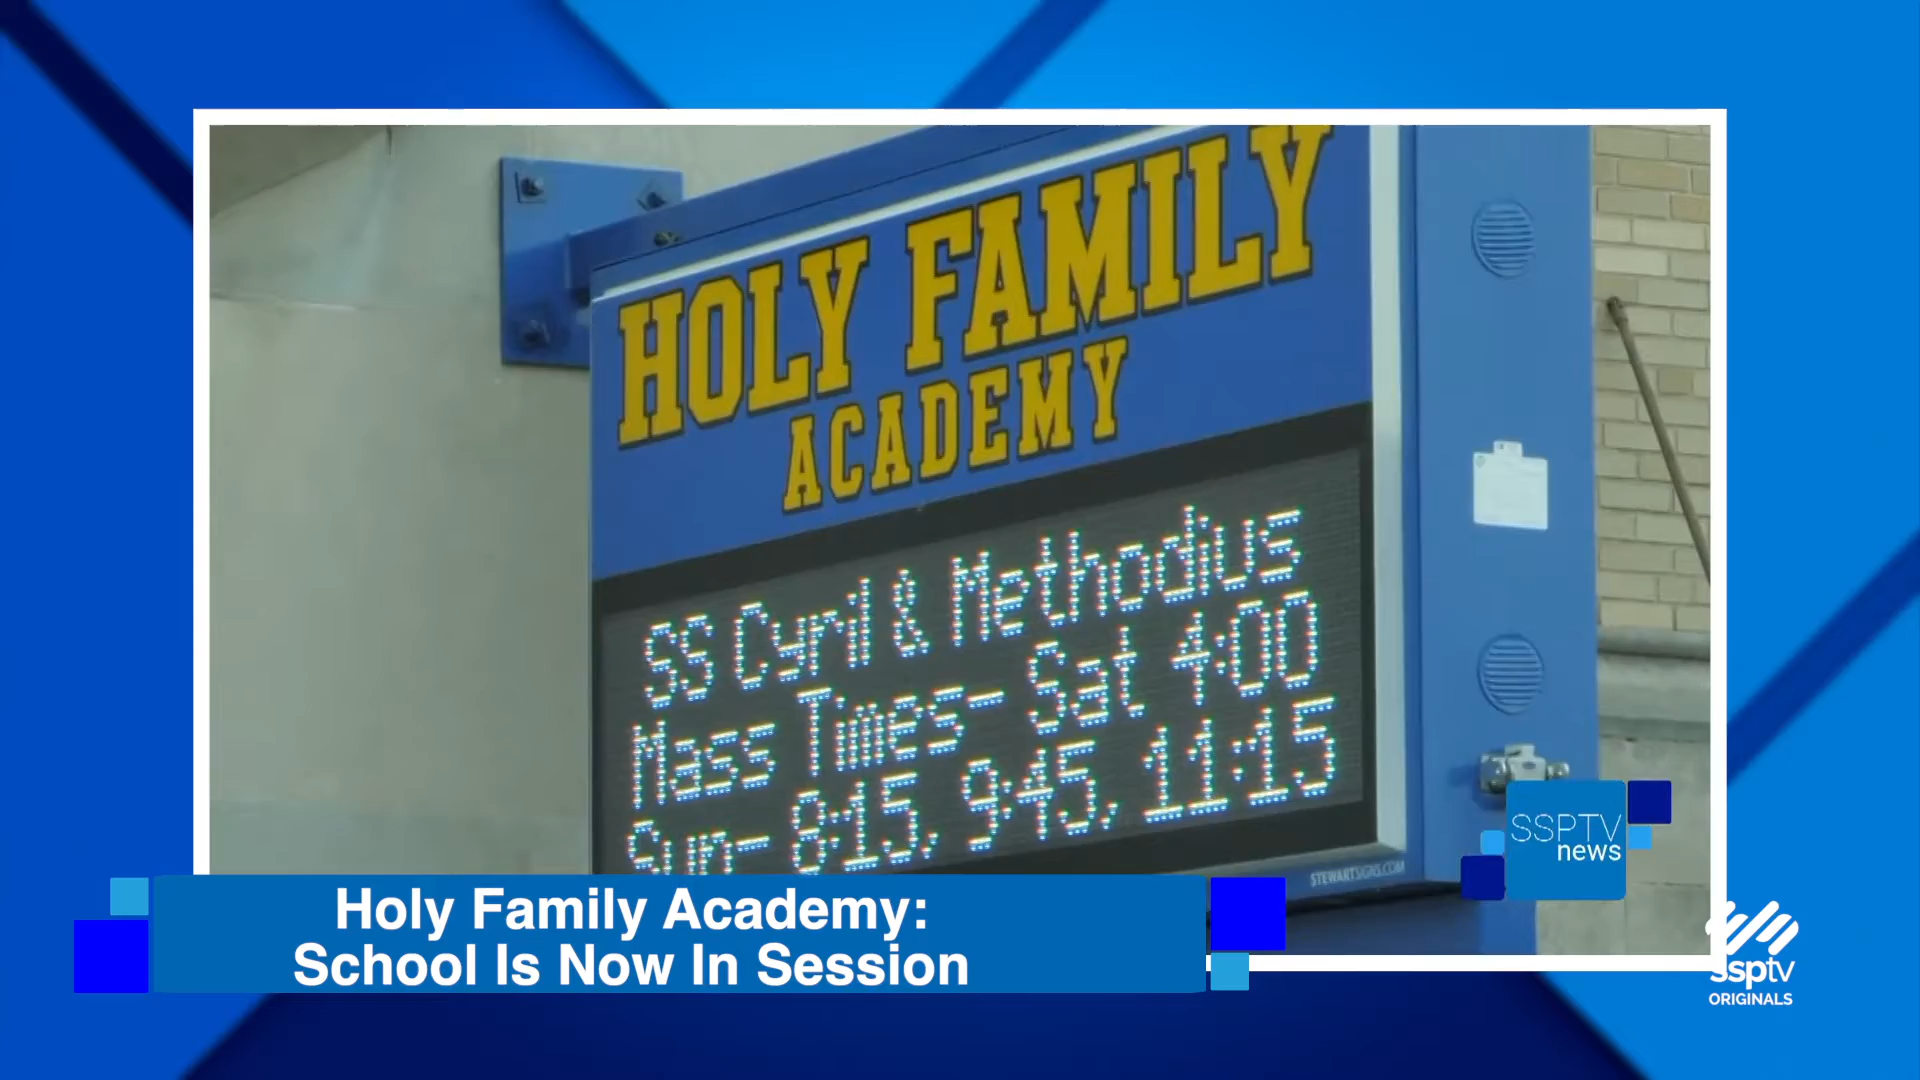 HOLY FAMILY
ACADEMY
SS Cyril & Methodius
Mass Times- Sat 4:00
Sun- 8:15, 9:45, 11:15
STEWARTSIGNS.COM
SSPTV
news
Holy Family Academy:
School Is Now In Session
ssptv
ORIGINALS